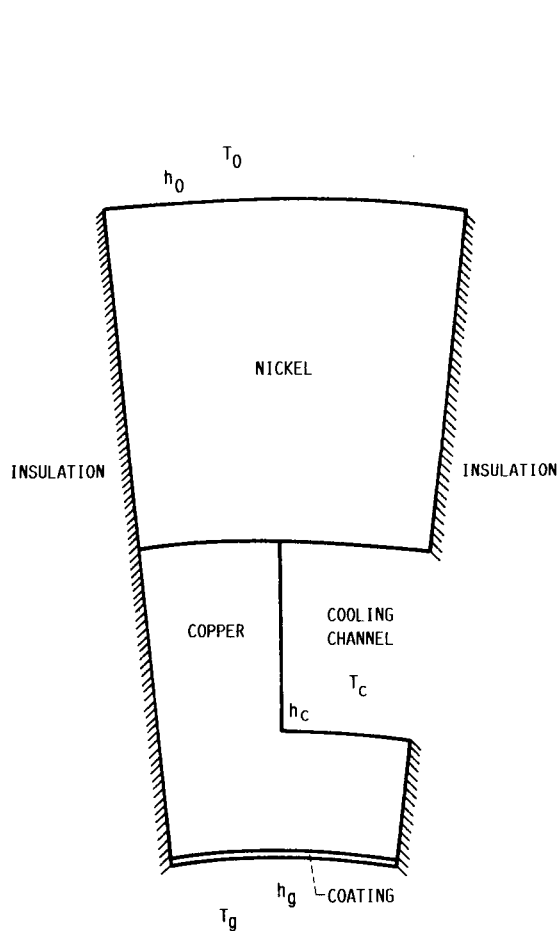 T0
h0
NICKEL
INSULATION
INSULATION
COPPER
COOLING
CHANNEL
TC
hC
hg
COATING
Tg